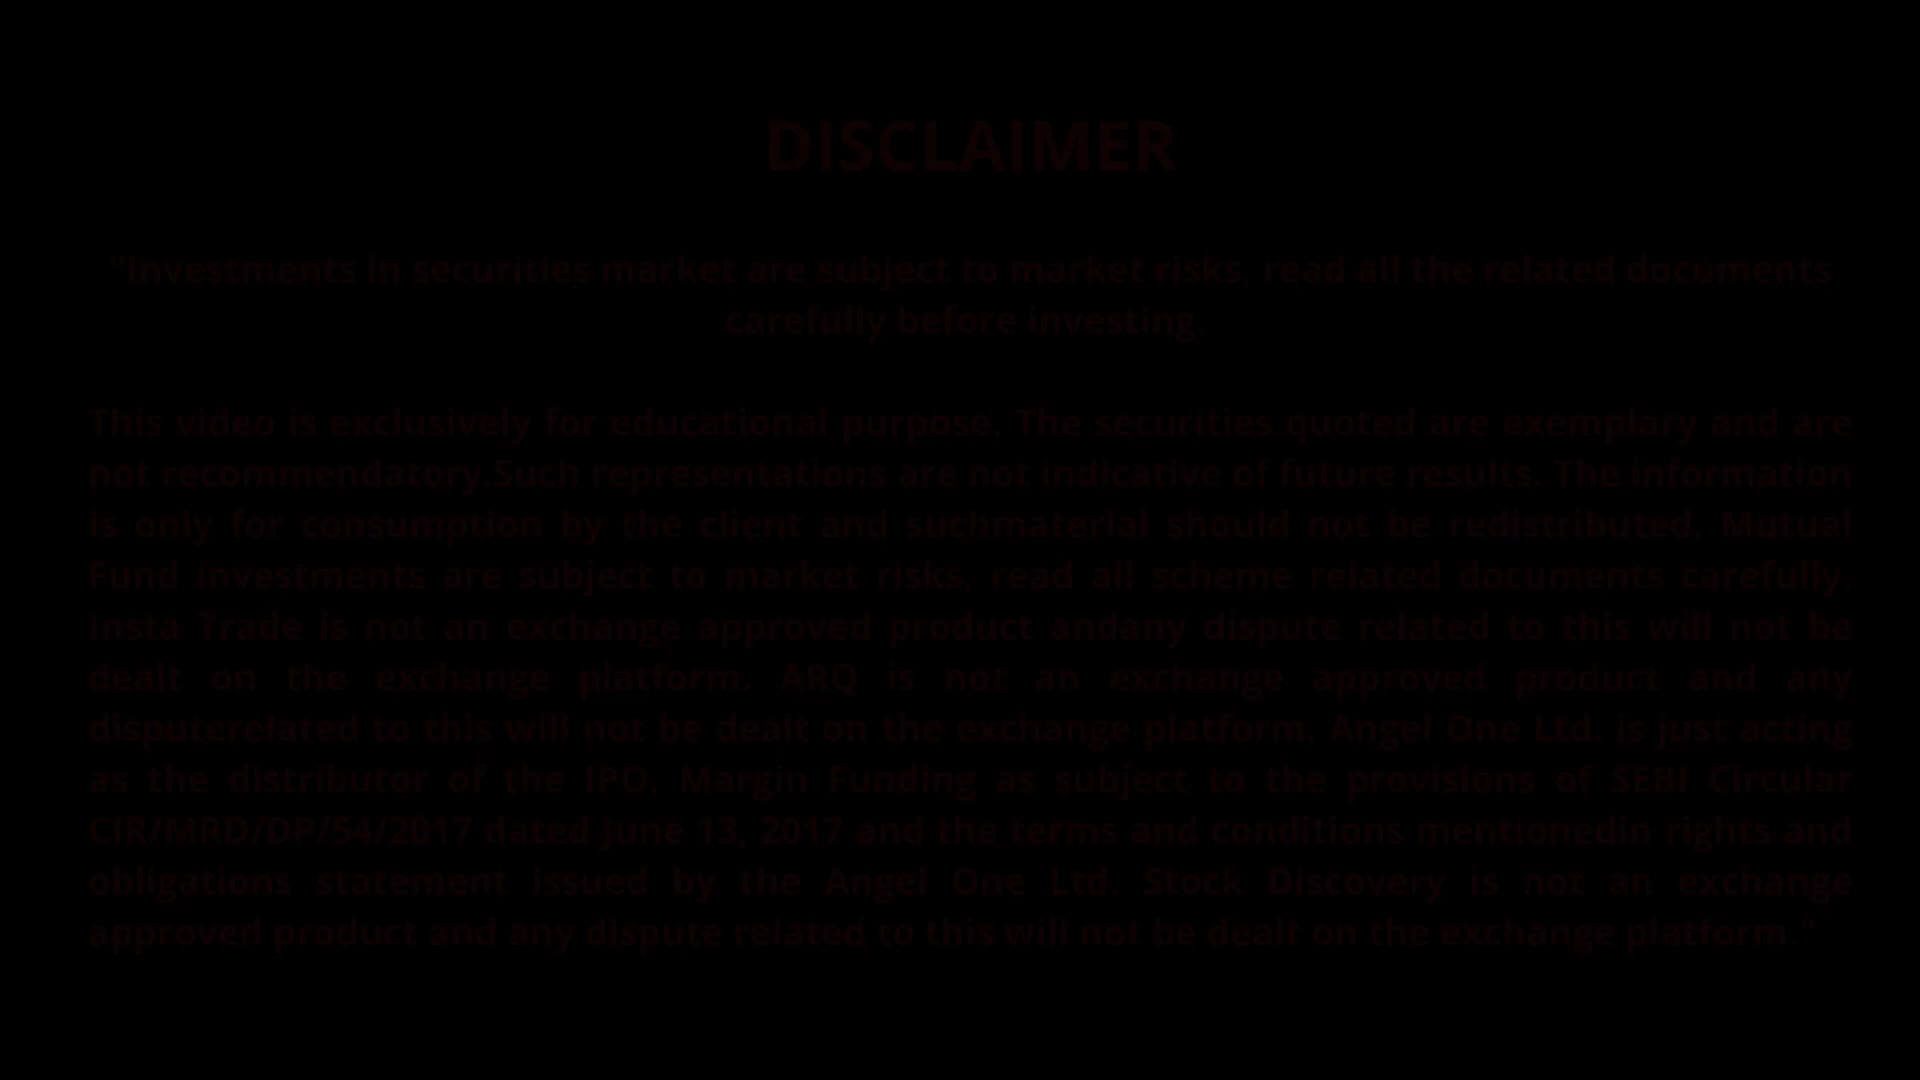 DISCLAIMER
"Investments in securities market are subject to market risks, read all the related documents
carefully before investing.
This video is exclusively for educational purpose. The securities quoted are exemplary and are
not recommendatory.Such representations are not indicative of future results. The information
is only for consumption by the client and suchmaterial should not be redistributed. Mutual
Fund investments are subject to market risks, read all scheme related documents carefully.
Insta Trade is not an exchange approved product andany dispute related to this will not be
dealt on the exchange platform. ARQ is not an exchange approved product and any
disputerelated to this will not be dealt on the exchange platform. Angel One Ltd. is just acting
as the distributor of the IPO. Margin Funding as subject to the provisions of SEBI Circular
CIR/MRD/DP/54/2017 dated June 13, 2017 and the terms and conditions mentionedin rights and
obligations statement issued by the Angel One Ltd. Stock Discovery is not an exchange
approved product and any dispute related to this will not be dealt on the exchange platform."